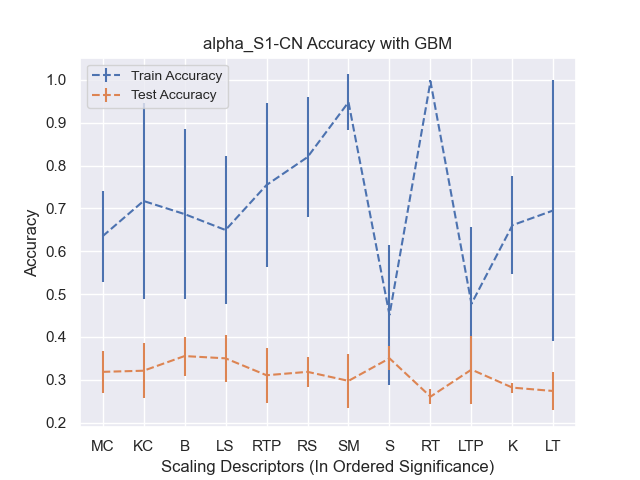 alpha_S1-CN Accuracy with GBM
Train Accuracy
Test Accuracy
1.0
0.9
0.8
0.7
0.6
0.5
0.4
0.3
0.2
Accuracy
MC KC B LS RTP RS SM S RT LTP K LT
Scaling Descriptors (In Ordered Significance)